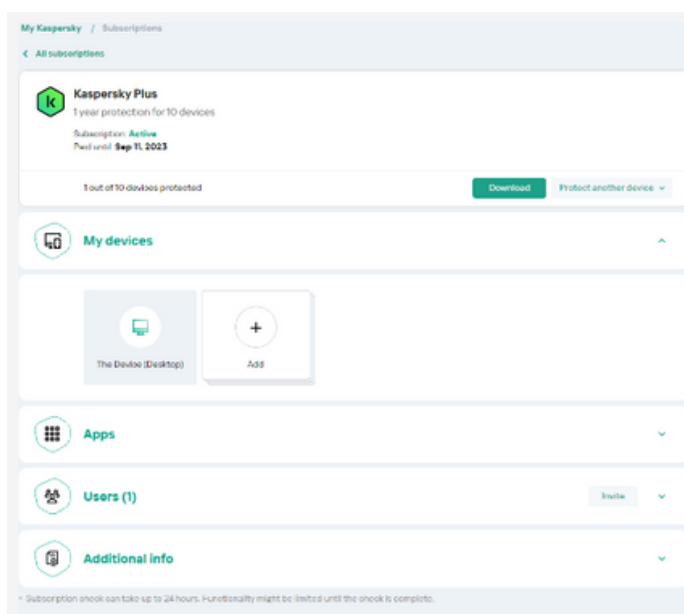 My Kaspersky / Subscriptions
All subscriptions
Kaspersky Plus
1 year protection for 10 devices
Subscription: Active
Paid until Sep 11, 2023
1 out of 10 devices protected
Download
Protect another device
My devices
The Device (Desktop)
Add
Apps
Users (1)
Invite
Additional info
* Subscription check can take up to 24 hours. Functionality might be limited until the check is complete.